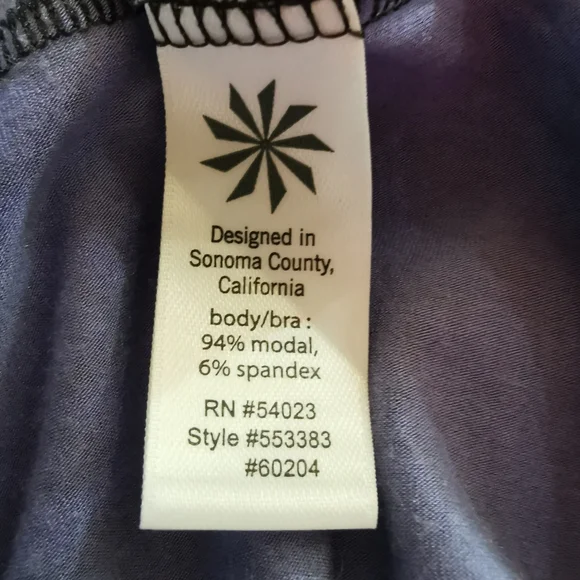 Designed in
Sonoma County,
California
body/bra:
94% modal,
6% spandex
RN #54023
Style #553383
#60204